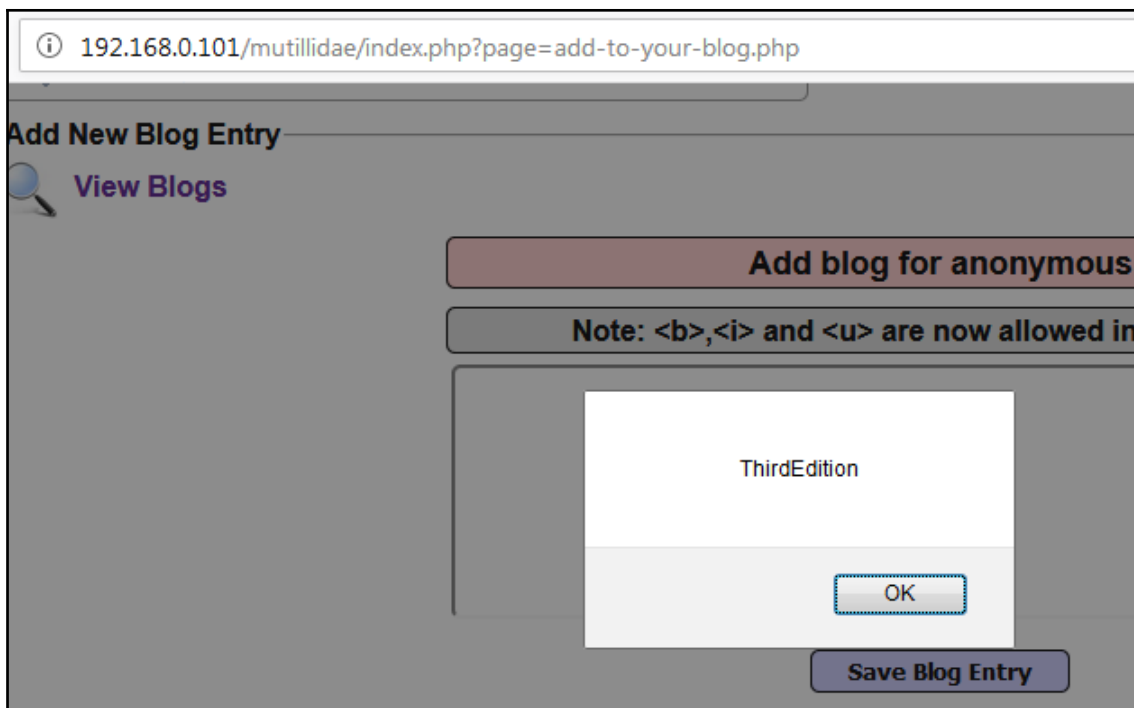 192.168.0.101/mutillidae/index.php?page=add-to-your-blog.php
Add New Blog Entry
View Blogs
Add blog for anonymous
Note: <b>,<i> and <u> are now allowed in
ThirdEdition
OK
Save Blog Entry